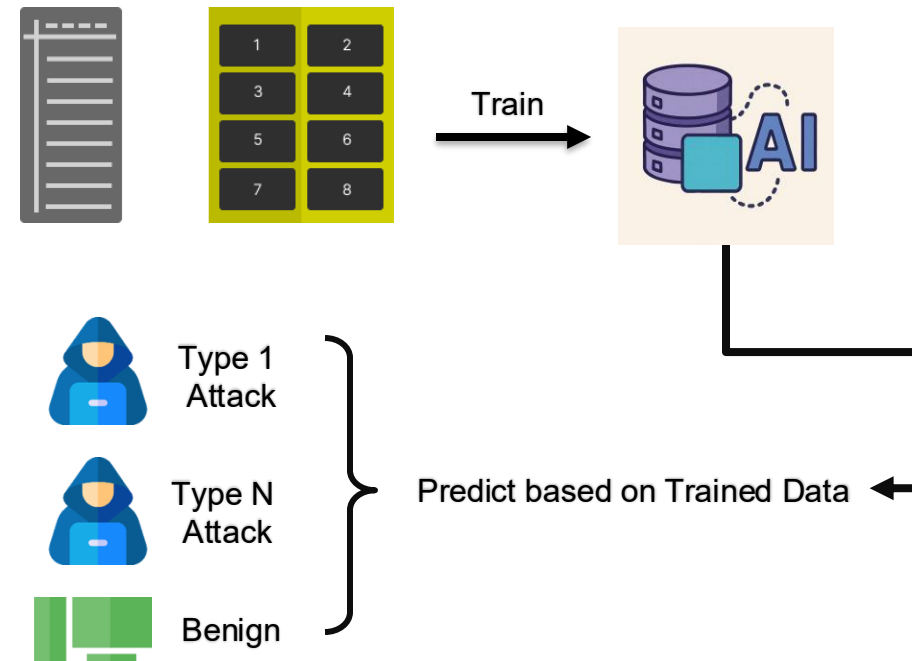 1 2
3 4
5 6
7 8
Train
AI
Type 1
Attack
Type N
Attack
Benign
Predict based on Trained Data